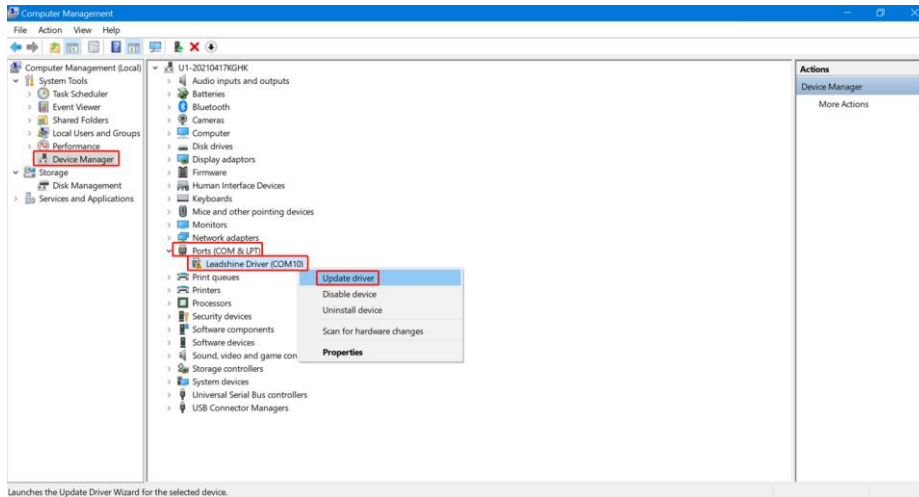 Computer Management
File Action View Help
Computer Management (Local)
System Tools
Task Scheduler
Event Viewer
Shared Folders
Local Users and Groups
Performance
Device Manager
Storage
Disk Management
Services and Applications
U1-20210417KGHK
Audio inputs and outputs
Batteries
Bluetooth
Cameras
Computer
Disk drives
Display adaptors
Firmware
Human Interface Devices
Keyboards
Mice and other pointing devices
Monitors
Network adapters
Ports (COM & LPT)
Leadshine Driver (COM10)
Print queues
Printers
Processors
Security devices
Software components
Software devices
Sound, video and game con
Storage controllers
System devices
Universal Serial Bus controllers
USB Connector Managers
Update driver
Disable device
Uninstall device
Scan for hardware changes
Properties
Actions
Device Manager
More Actions
Launches the Update Driver Wizard for the selected device.